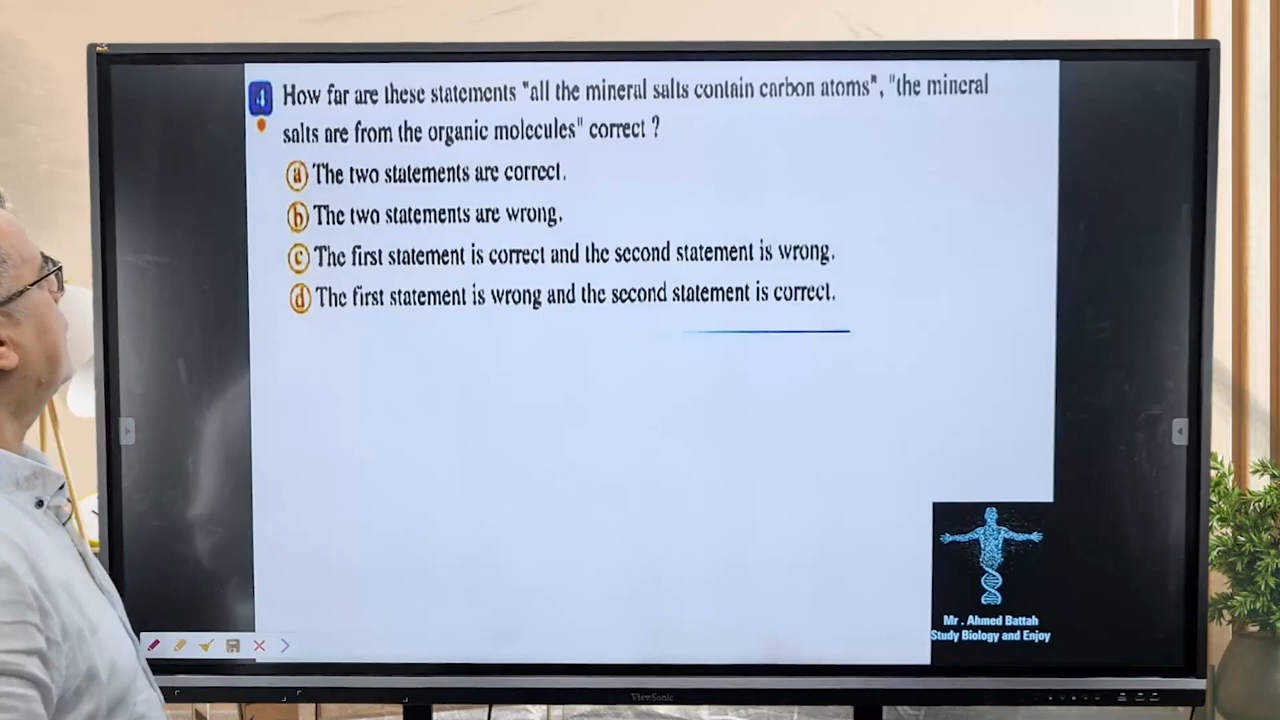 4 How far are these statements "all the mineral salts contain carbon atoms", "the mineral
salts are from the organic molecules" correct ?
a The two statements are correct.
b The two statements are wrong.
c The first statement is correct and the second statement is wrong.
d The first statement is wrong and the second statement is correct.
Mr . Ahmed Battah
Study Biology and Enjoy
ViewSonic